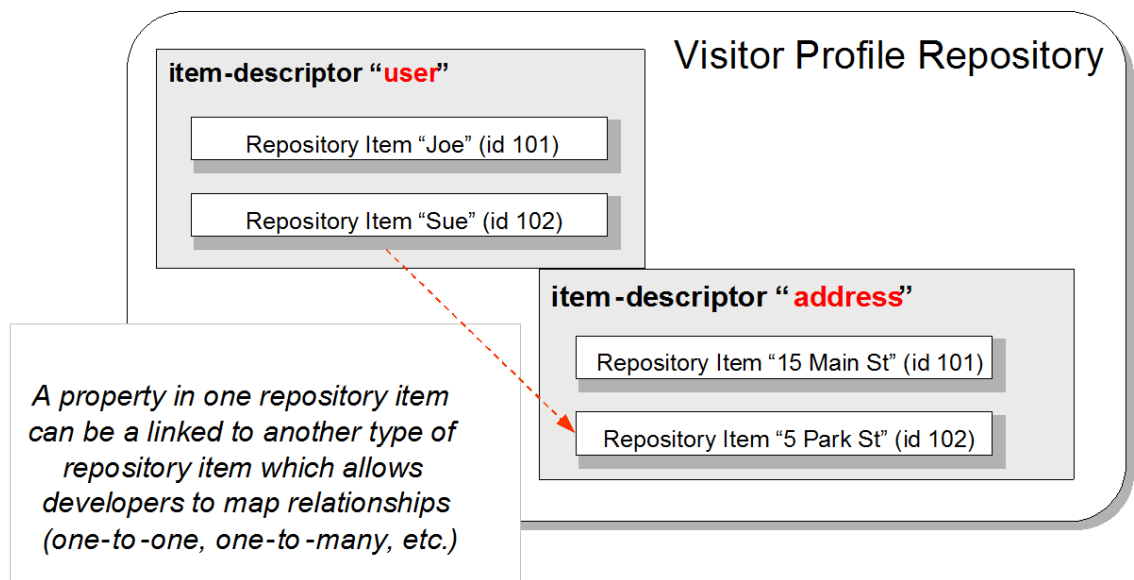 Visitor Profile Repository
item-descriptor “user”
Repository Item “Joe” (id 101)
Repository Item “Sue” (id 102)
item-descriptor “address”
Repository Item “15 Main St” (id 101)
Repository Item “5 Park St” (id 102)
A property in one repository item
can be a linked to another type of
repository item which allows
developers to map relationships
(one-to-one, one-to-many, etc.)